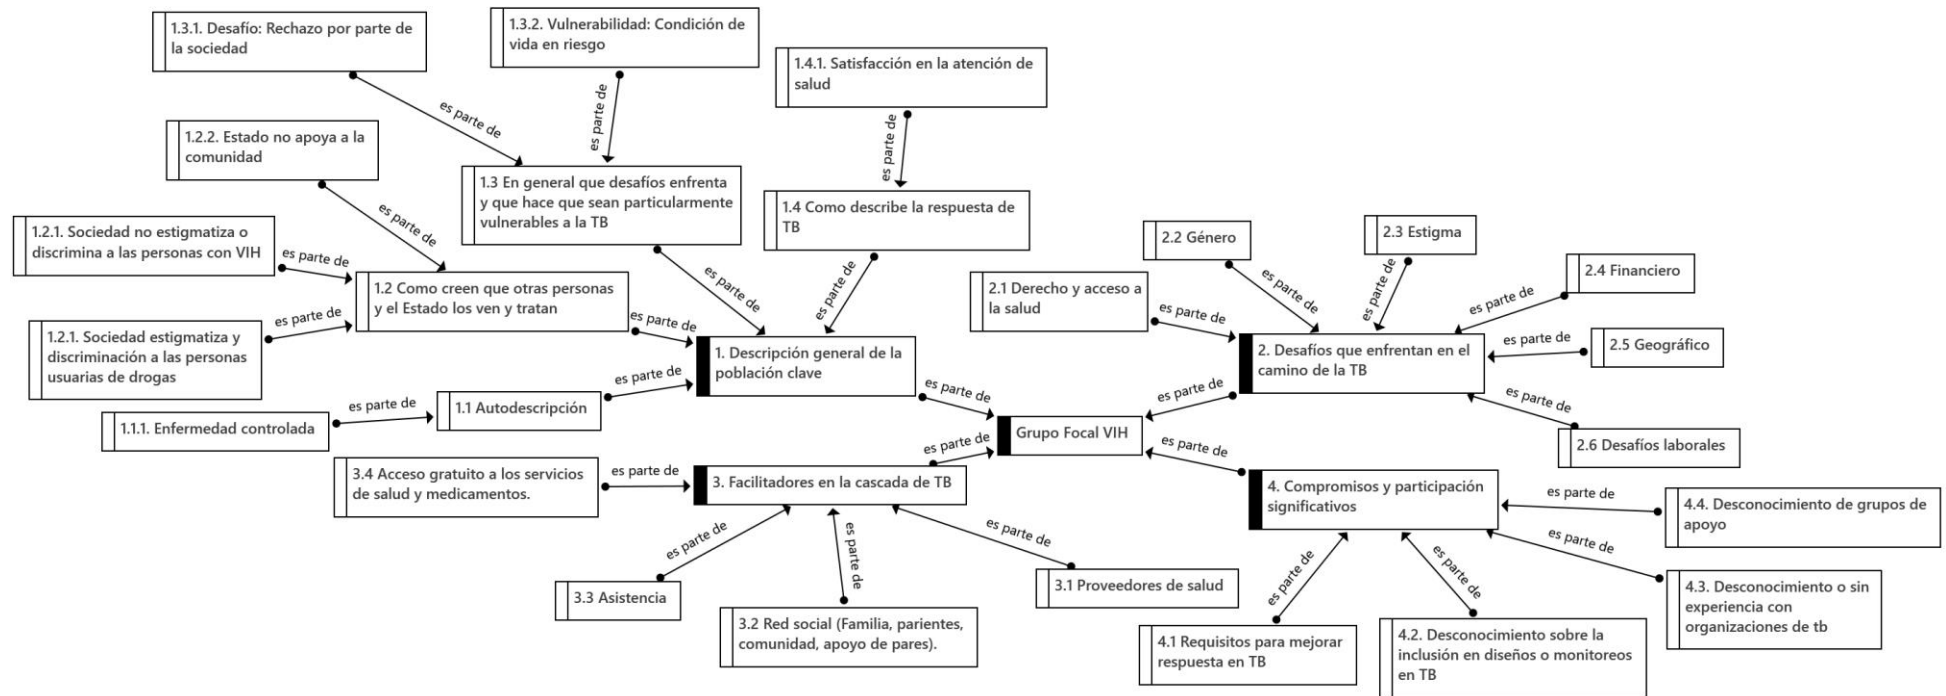 1.3.1. Desafío: Rechazo por parte de
la sociedad
1.3.2. Vulnerabilidad: Condición de
vida en riesgo
1.4.1. Satisfacción en la atención de
salud
es parte de
es parte de
es parte de
1.2.2. Estado no apoya a la
comunidad
1.3 En general que desafíos enfrenta
y que hace que sean particularmente
vulnerables a la TB
1.4 Como describe la respuesta de
TB
es parte de
1.2.1. Sociedad no estigmatiza o
discrimina a las personas con VIH
es parte de
1.2 Como creen que otras personas
y el Estado los ven y tratan
es parte de
es parte de
1.2.1. Sociedad estigmatiza y
discriminación a las personas
usuarias de drogas
es parte de
es parte de
1. Descripción general de la
población clave
1.1.1. Enfermedad controlada
es parte de
1.1 Autodescripción
es parte de
es parte de
2.2 Género
2.3 Estigma
2.4 Financiero
2.1 Derecho y acceso a
la salud
es parte de
es parte de
es parte de
es parte de
2. Desafíos que enfrentan en el
camino de la TB
es parte de
2.5 Geográfico
es parte de
es parte de
2.6 Desafíos laborales
Grupo Focal VIH
3.4 Acceso gratuito a los servicios
de salud y medicamentos.
es parte de
3. Facilitadores en la cascada de TB
es parte de
es parte de
4. Compromisos y participación
significativos
es parte de
4.4. Desconocimiento de grupos de
apoyo
es parte de
es parte de
es parte de
3.3 Asistencia
3.2 Red social (Familia, parientes,
comunidad, apoyo de pares).
3.1 Proveedores de salud
es parte de
es parte de
es parte de
4.3. Desconocimiento o sin
experiencia con
organizaciones de tb
4.1 Requisitos para mejorar
respuesta en TB
4.2. Desconocimiento sobre la
inclusión en diseños o monitoreos
en TB